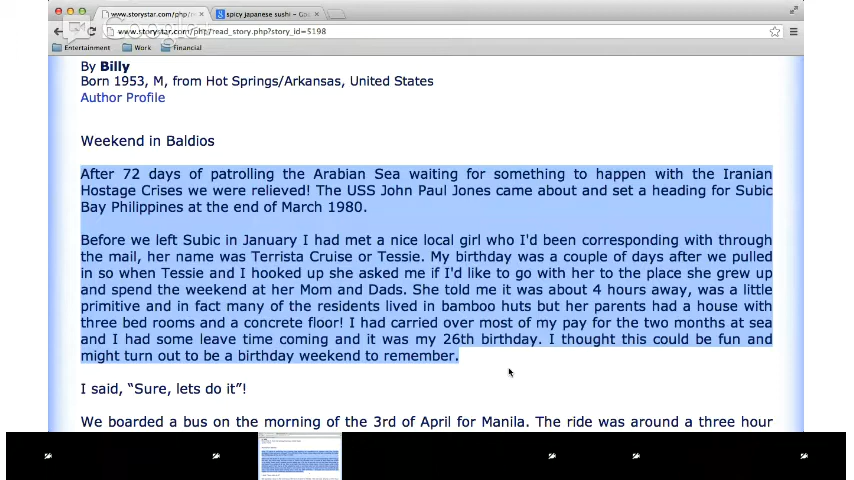 www.storystar.com/php/r
spicy japanese sushi - Goo
www.storystar.com/php/read_story.php?story_id=5198
Entertainment Work Financial
By Billy
Born 1953, M, from Hot Springs/Arkansas, United States
Author Profile
Weekend in Baldios
After 72 days of patrolling the Arabian Sea waiting for something to happen with the Iranian
Hostage Crises we were relieved! The USS John Paul Jones came about and set a heading for Subic
Bay Philippines at the end of March 1980.
Before we left Subic in January I had met a nice local girl who I'd been corresponding with through
the mail, her name was Terrista Cruise or Tessie. My birthday was a couple of days after we pulled
in so when Tessie and I hooked up she asked me if I'd like to go with her to the place she grew up
and spend the weekend at her Mom and Dads. She told me it was about 4 hours away, was a little
primitive and in fact many of the residents lived in bamboo huts but her parents had a house with
three bed rooms and a concrete floor! I had carried over most of my pay for the two months at sea
and I had some leave time coming and it was my 26th birthday. I thought this could be fun and
might turn out to be a birthday weekend to remember.
I said, “Sure, lets do it”!
We boarded a bus on the morning of the 3rd of April for Manila. The ride was around a three hour